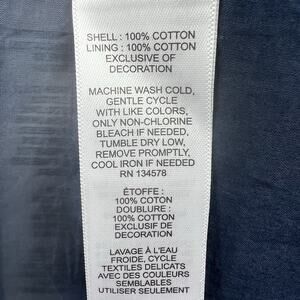 SHELL : 100% COTTON
LINING : 100% COTTON
EXCLUSIVE OF
DECORATION
MACHINE WASH COLD,
GENTLE CYCLE
WITH LIKE COLORS,
ONLY NON-CHLORINE
BLEACH IF NEEDED,
TUMBLE DRY LOW,
REMOVE PROMPTLY,
COOL IRON IF NEEDED
RN 134578
ÉTOFFE :
100% COTON
DOUBLURE :
100% COTTON
EXCLUSIF DE
DECORATION
LAVAGE À L'EAU
FROIDE, CYCLE
TEXTILES DELICATS
AVEC DES COULEURS
SEMBLABLES
UTILISER SEULEMENT